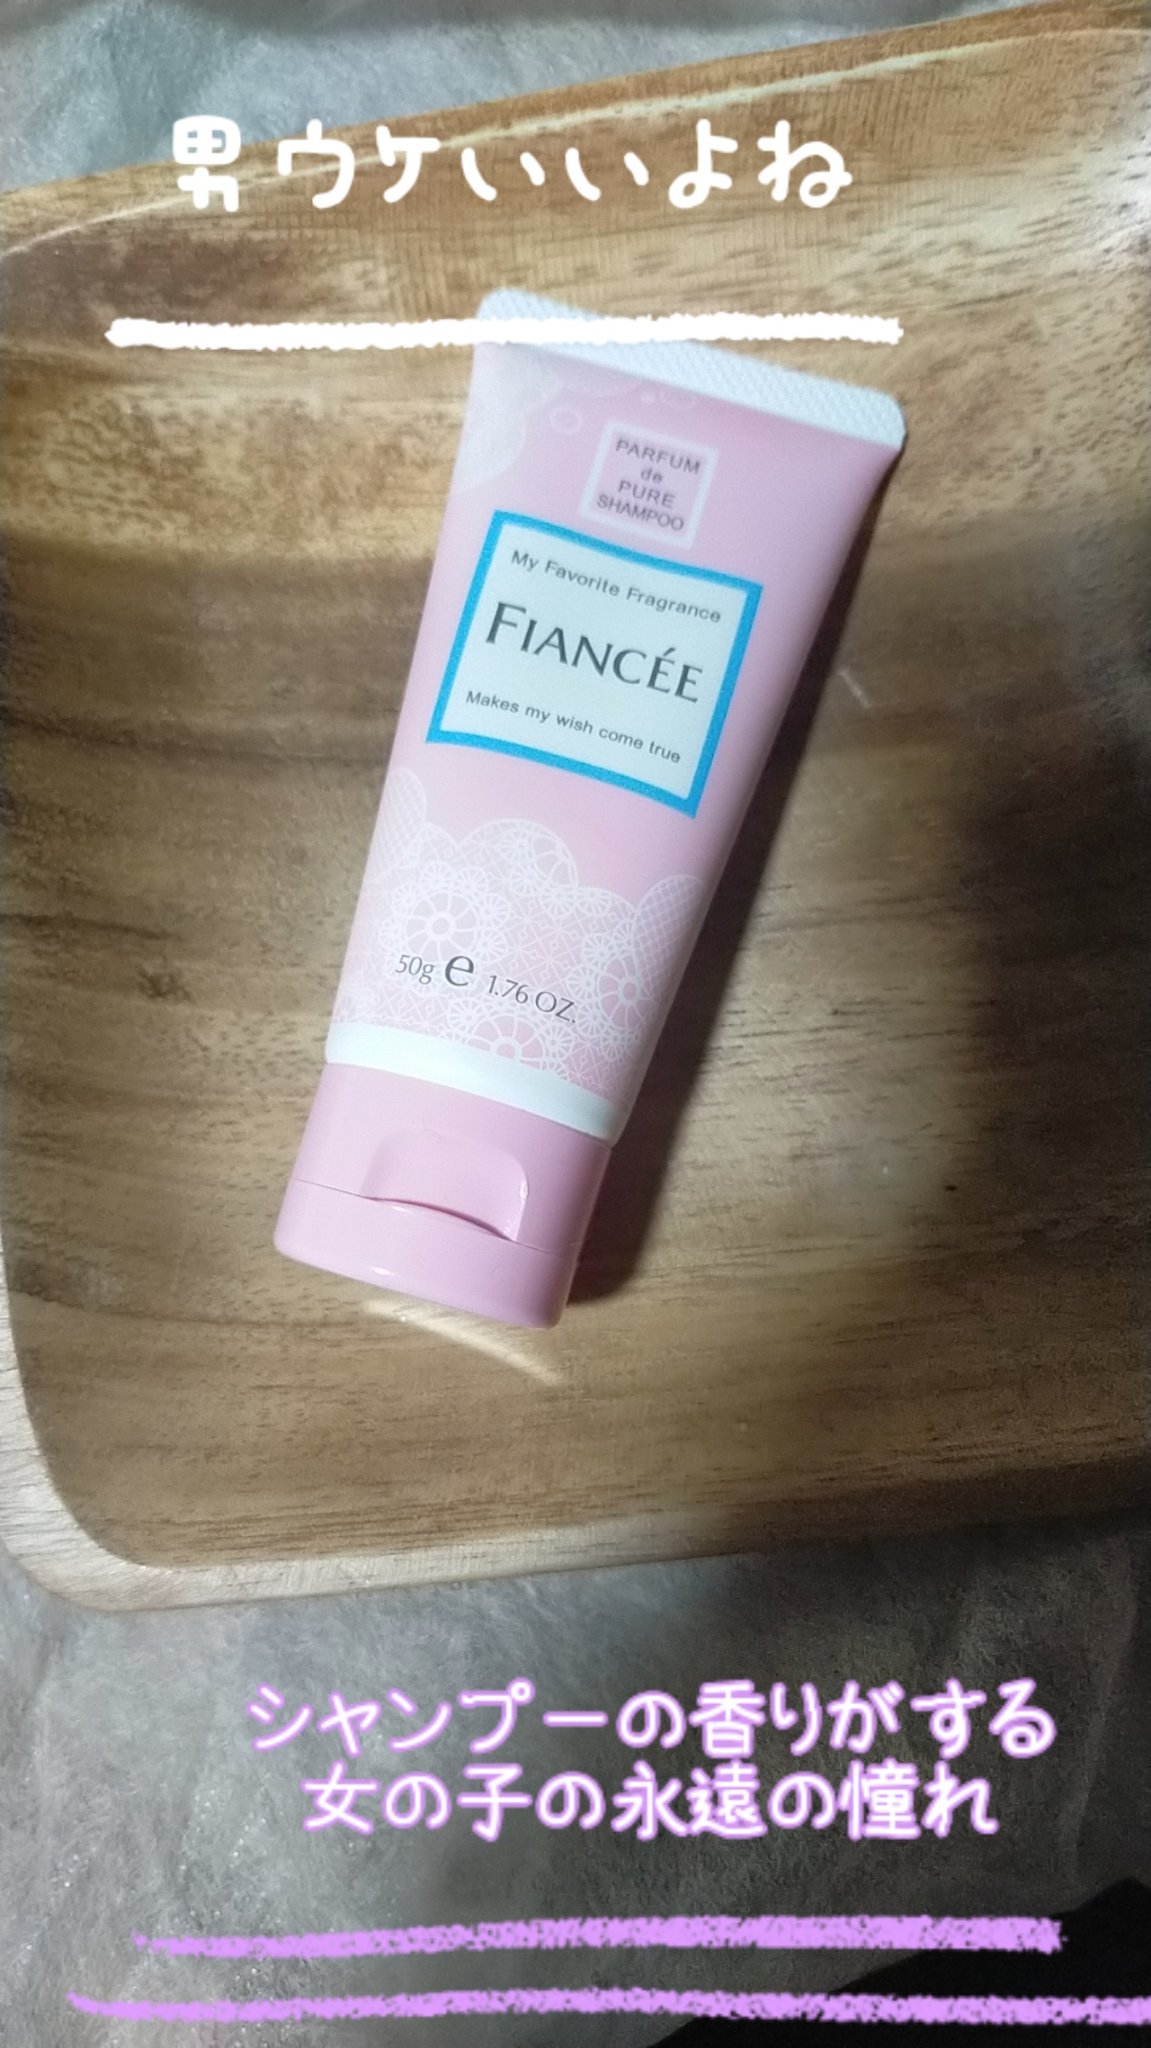 男ウケいいよね
PARFUM
de
PURE
SHAMPOO
My Favorite Fragrance
FIANCÉE
Makes my wish come true
50g e 1.76 OZ.
シャンプーの香りがする
女の子の永遠の憧れ